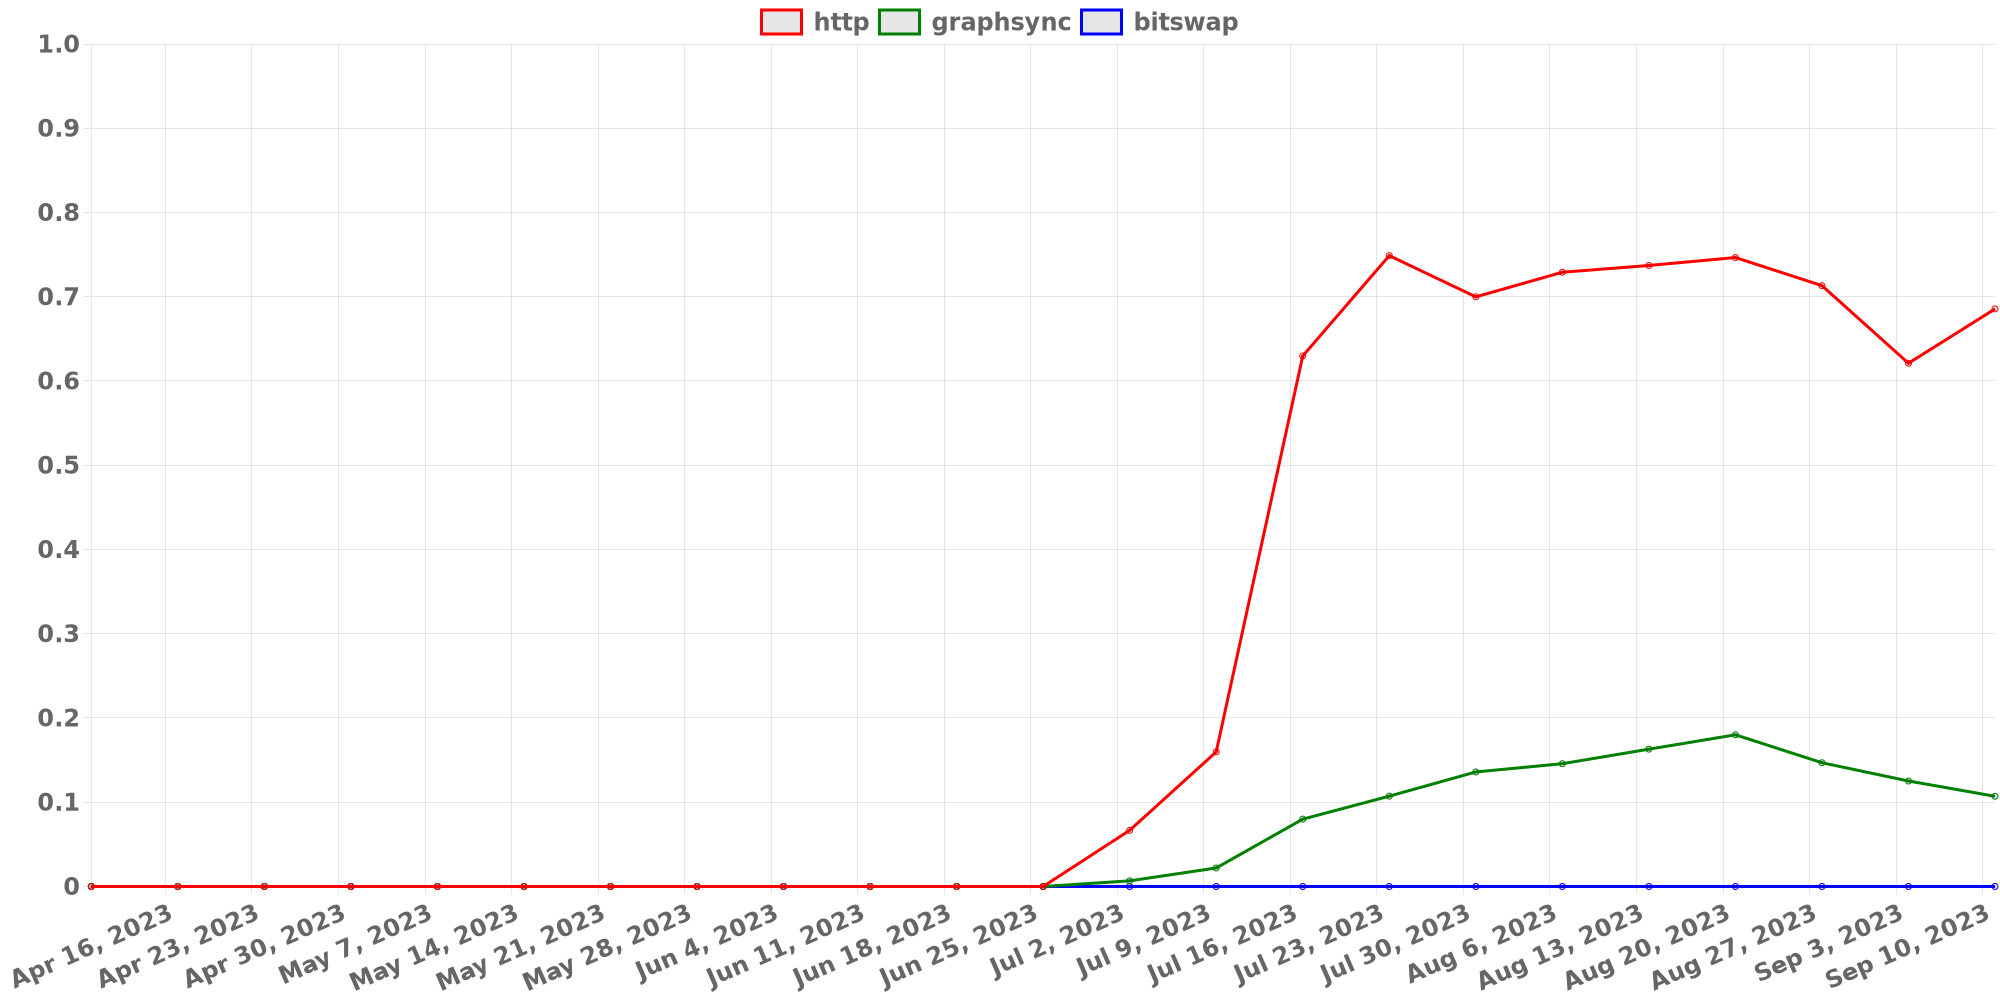 http graphsync bitswap
1.0
0.9
0.8
0.7
0.6
0.5
0.4
0.3
0.2
0.1
0
Apr 16, 2023
Apr 23, 2023
Apr 30, 2023
May 7, 2023
May 14, 2023
May 21, 2023
May 28, 2023
Jun 4, 2023
Jun 11, 2023
Jun 18, 2023
Jun 25, 2023
Jul 2, 2023
Jul 9, 2023
Jul 16, 2023
Jul 23, 2023
Jul 30, 2023
Aug 6, 2023
Aug 13, 2023
Aug 20, 2023
Aug 27, 2023
Sep 3, 2023
Sep 10, 2023